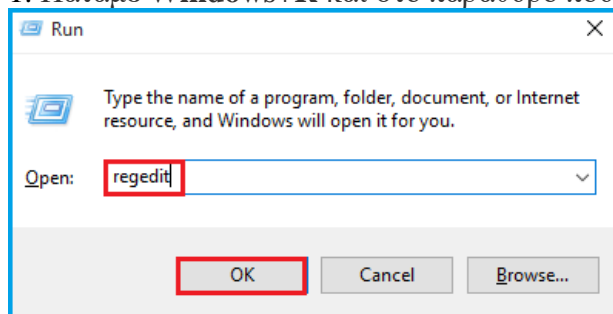 Run
Type the name of a program, folder, document, or Internet
resource, and Windows will open it for you.
Open:
regedit
OK
Cancel
Browse...